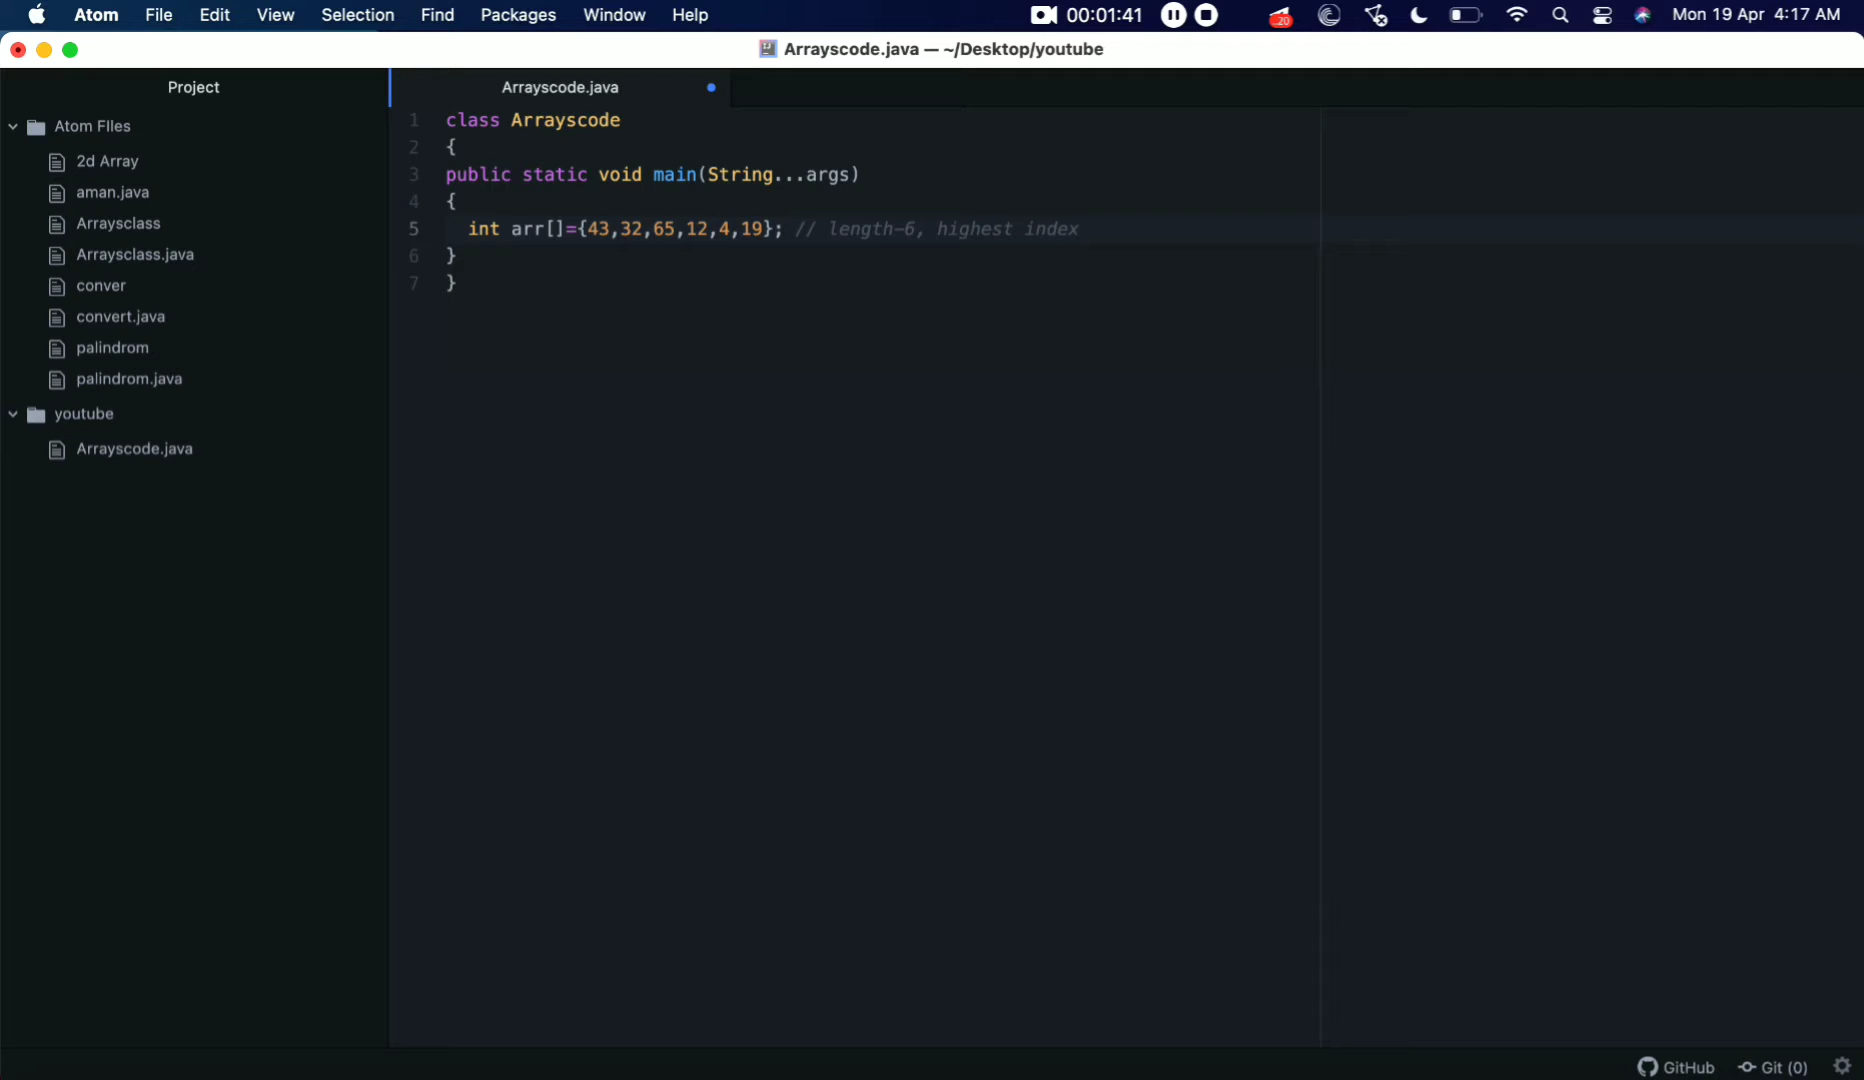 Atom File Edit View Selection Find Packages Window Help 00:01:41 20 Mon 19 Apr 4:17 AM
Arrayscode.java — ~/Desktop/youtube
Project
Atom FIles
2d Array
aman.java
Arraysclass
Arraysclass.java
conver
convert.java
palindrom
palindrom.java
youtube
Arrayscode.java
Arrayscode.java
1 class Arrayscode
2 {
3 public static void main(String...args)
4 {
5 int arr[]={43,32,65,12,4,19}; // length-6, highest index
6 }
7 }
GitHub Git (0)